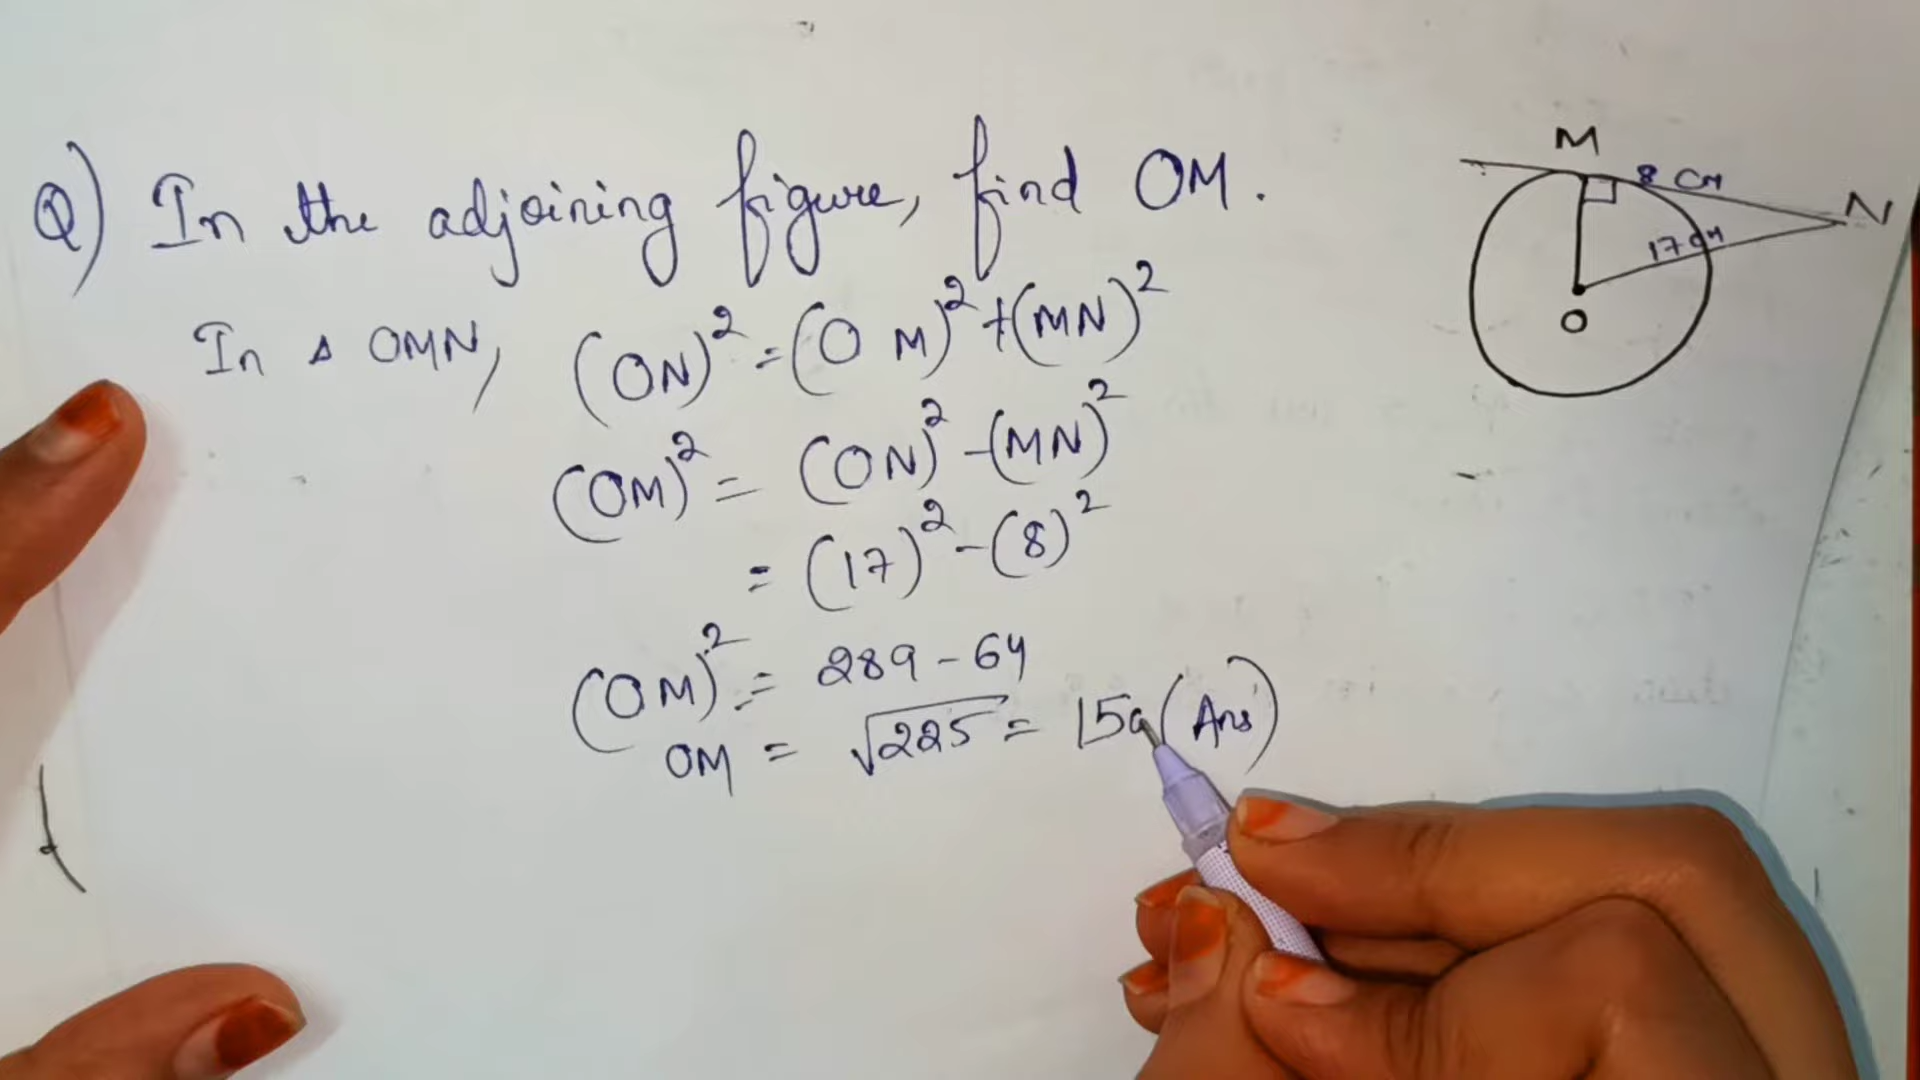 Q) In the adjoining figure, find OM.
In △ OMN, (ON)² = (OM)² + (MN)²
(OM)² = (ON)² - (MN)²
= (17)² - (8)²
(OM)² = 289 - 64
OM = √225 = 15 (Ans)
M
8 CM
N
17 CM
O